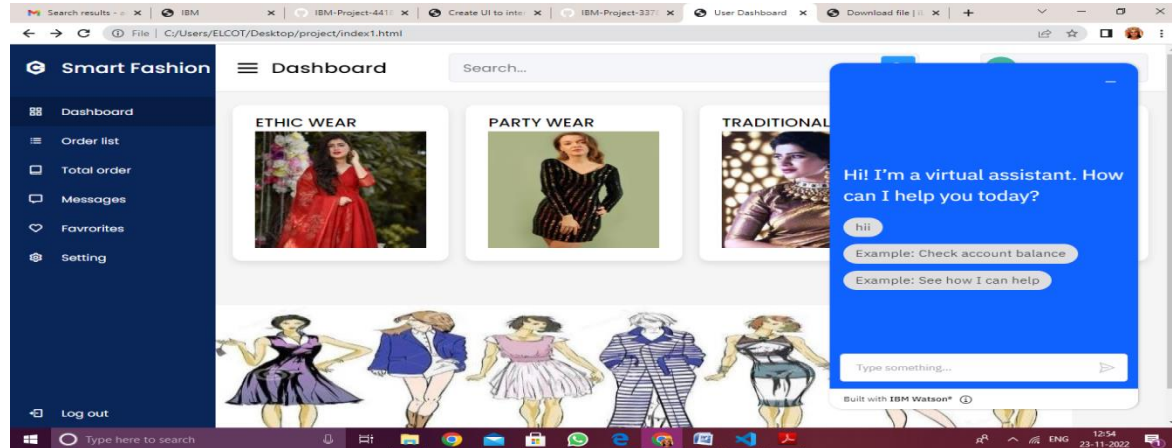 Search results - a
IBM
IBM-Project-4418
Create UI to inter
IBM-Project-337
User Dashboard
Download file | i
File | C:/Users/ELCOT/Desktop/project/index1.html
Smart Fashion
Dashboard
Search...
Dashboard
Order list
Total order
Messages
Favrorites
Setting
Log out
ETHIC WEAR
PARTY WEAR
TRADITIONAL
Hi! I'm a virtual assistant. How
can I help you today?
hii
Example: Check account balance
Example: See how I can help
Type something...
Built with IBM Watson®
Type here to search
ENG
12:54
23-11-2022